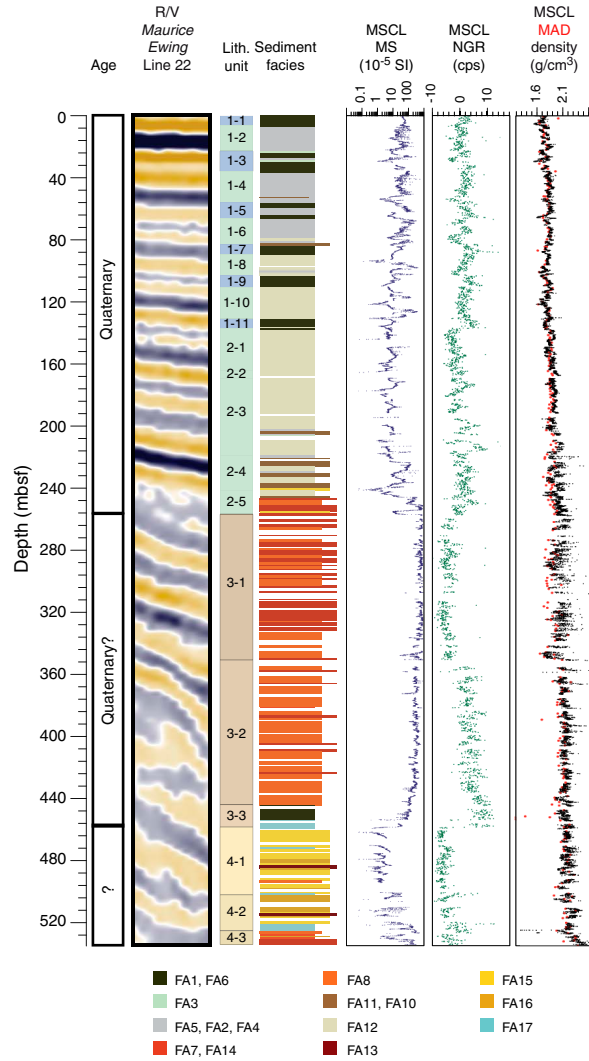 R/V
Maurice
Ewing
Line 22
Age
Lith.
unit
Sediment
facies
MSCL
MS
(10-5 SI)
MSCL
NGR
(cps)
MSCL
MAD
density
(g/cm3)
0.1
1
10
100
-10
0
10
1.6
2.1
Depth (mbsf)
0
40
80
120
160
200
240
280
320
360
400
440
480
520
Quaternary
Quaternary?
?
1-1
1-2
1-3
1-4
1-5
1-6
1-7
1-8
1-9
1-10
1-11
2-1
2-2
2-3
2-4
2-5
3-1
3-2
3-3
4-1
4-2
4-3
FA1, FA6
FA3
FA5, FA2, FA4
FA7, FA14
FA8
FA11, FA10
FA12
FA13
FA15
FA16
FA17